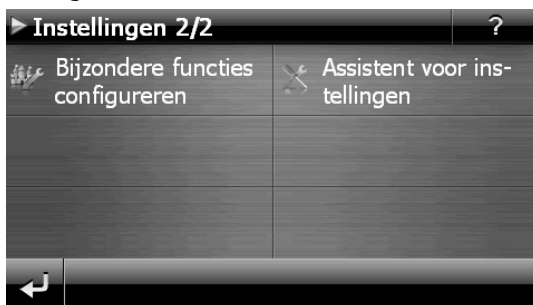 Instellingen 2/2
?
Bijzondere functies
configureren
Assistent voor ins-
tellingen